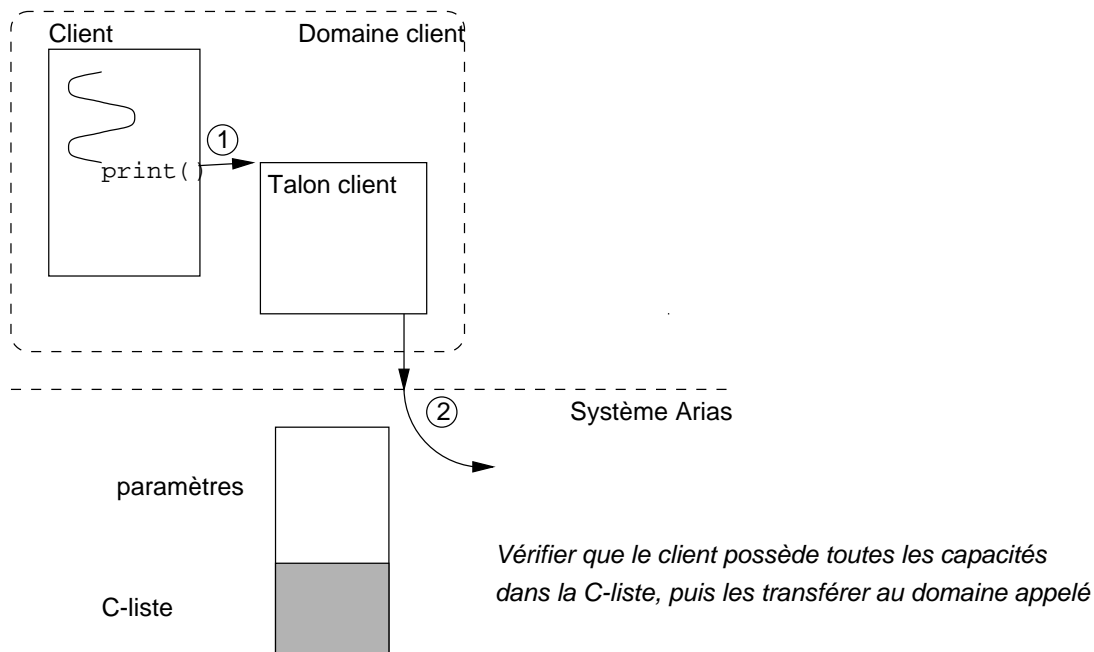 Client
Domaine client
print()
1
Talon client
2
Système Arias
paramètres
Vérifier que le client possède toutes les capacités
dans la C-liste, puis les transférer au domaine appelé
C-liste